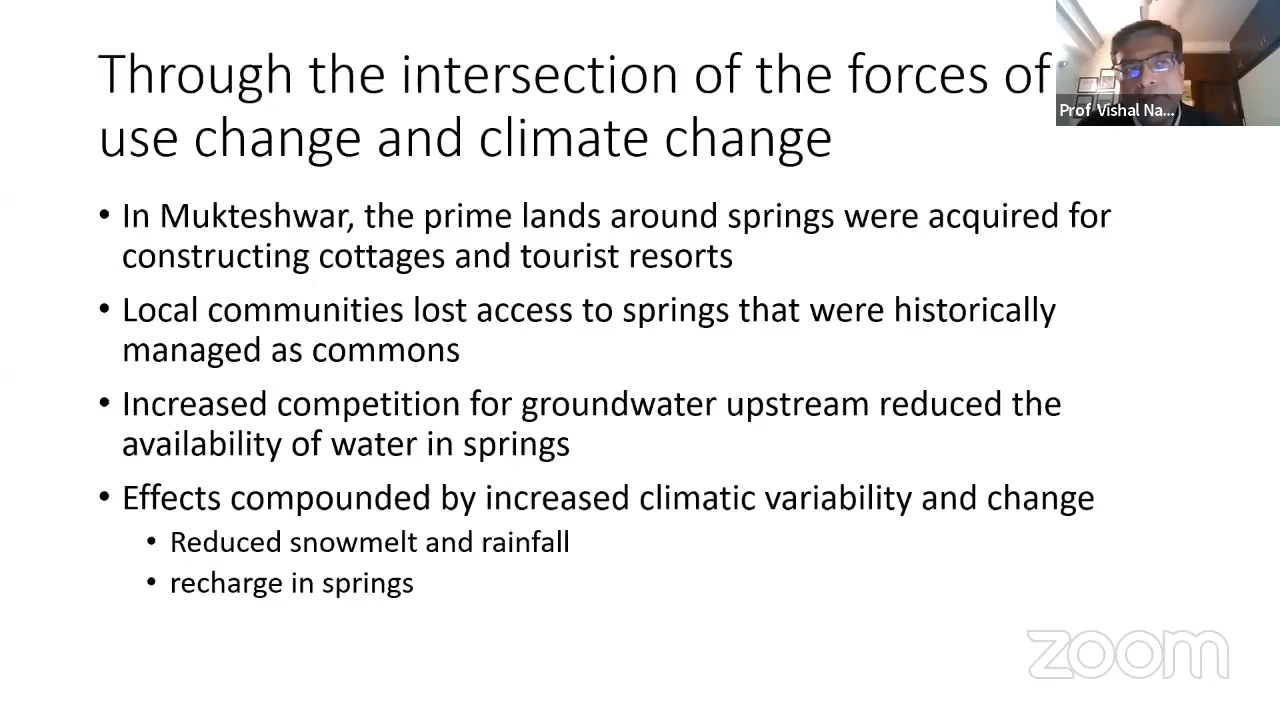 Through the intersection of the forces of
use change and climate change
Prof Vishal Na...
• In Mukteshwar, the prime lands around springs were acquired for
constructing cottages and tourist resorts
• Local communities lost access to springs that were historically
managed as commons
• Increased competition for groundwater upstream reduced the
availability of water in springs
• Effects compounded by increased climatic variability and change
• Reduced snowmelt and rainfall
• recharge in springs
zoom